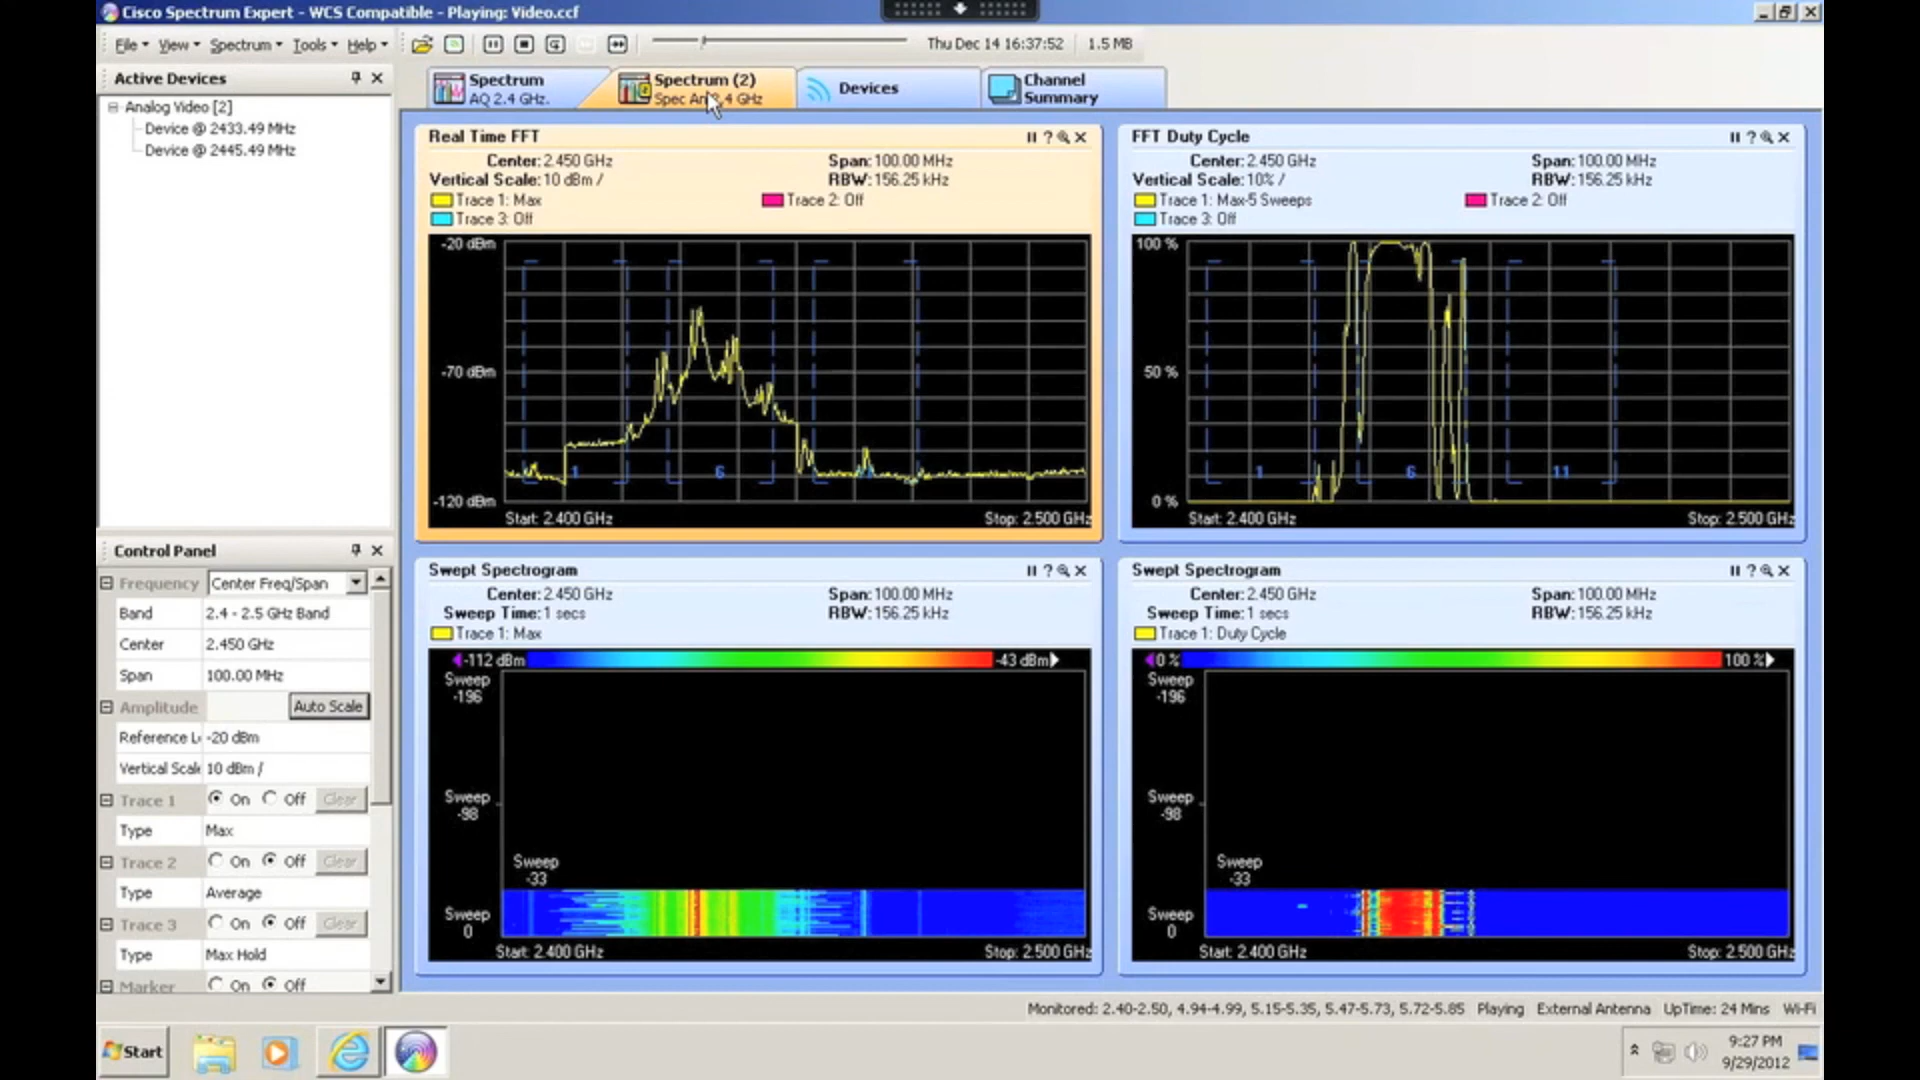 Cisco Spectrum Expert - WCS Compatible - Playing: Video.ccf
File View Spectrum Tools Help
Thu Dec 14 16:37:52 1.5 MB
Active Devices
Analog Video [2]
Device @ 2433.49 MHz
Device @ 2445.49 MHz
Spectrum
AQ 2.4 GHz.
Spectrum (2)
Spec An 2.4 GHz
Devices
Channel
Summary
Real Time FFT
Center: 2.450 GHz Span: 100.00 MHz
Vertical Scale: 10 dBm / RBW: 156.25 kHz
Trace 1: Max Trace 2: Off
Trace 3: Off
-20 dBm
-70 dBm
1 6
-120 dBm
Start: 2.400 GHz Stop: 2.500 GHz
FFT Duty Cycle
Center: 2.450 GHz Span: 100.00 MHz
Vertical Scale: 10% / RBW: 156.25 kHz
Trace 1: Max-5 Sweeps Trace 2: Off
Trace 3: Off
100 %
50 %
1 6 11
0 %
Start: 2.400 GHz Stop: 2.500 GHz
Control Panel
Frequency Center Freq/Span
Band 2.4 - 2.5 GHz Band
Center 2.450 GHz
Span 100.00 MHz
Amplitude Auto Scale
Reference L -20 dBm
Vertical Scale 10 dBm /
Trace 1 On Off Clear
Type Max
Trace 2 On Off Clear
Type Average
Trace 3 On Off Clear
Type Max Hold
Marker On Off
Swept Spectrogram
Center: 2.450 GHz Span: 100.00 MHz
Sweep Time: 1 secs RBW: 156.25 kHz
Trace 1: Max
-112 dBm -43 dBm
Sweep
-196
Sweep
-98
Sweep
-33
Sweep
0
Start: 2.400 GHz Stop: 2.500 GHz
Swept Spectrogram
Center: 2.450 GHz Span: 100.00 MHz
Sweep Time: 1 secs RBW: 156.25 kHz
Trace 1: Duty Cycle
0 % 100 %
Sweep
-196
Sweep
-98
Sweep
-33
Sweep
0
Start: 2.400 GHz Stop: 2.500 GHz
Monitored: 2.40-2.50, 4.94-4.99, 5.15-5.35, 5.47-5.73, 5.72-5.85 Playing External Antenna UpTime: 24 Mins Wi-Fi
Start
9:27 PM
9/29/2012